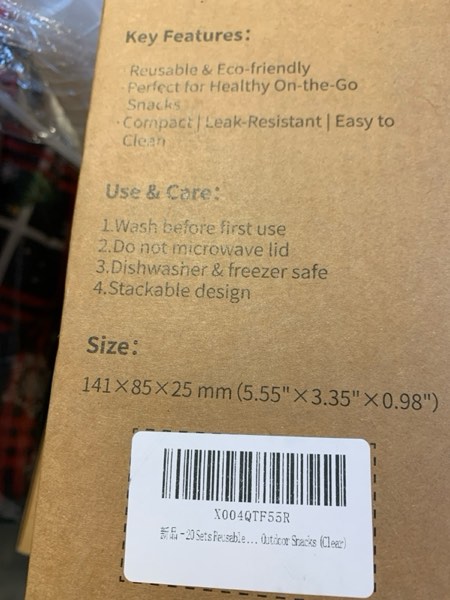 Key Features:
· Reusable & Eco-friendly
· Perfect for Healthy On-the-Go
Snacks
· Compact | Leak-Resistant | Easy to
Clean
Use & Care:
1.Wash before first use
2.Do not microwave lid
3.Dishwasher & freezer safe
4.Stackable design
Size:
141×85×25 mm (5.55"×3.35"×0.98")
X004QTF55R
新品 - 20 Sets Reusable ... Outdoor Snacks (Clear)